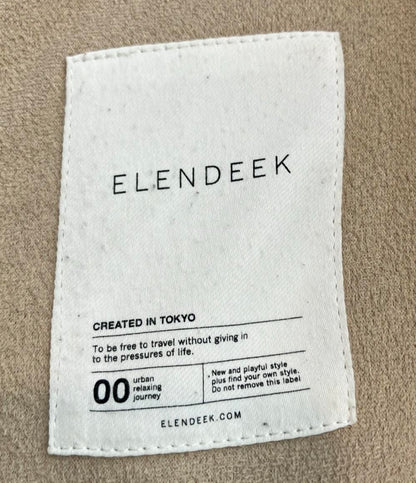 ELENDEEK
CREATED IN TOKYO
To be free to travel without giving in
to the pressures of life.
00
urban
relaxing
journey
. New and playful style
plus find your own style.
Do not remove this label
ELENDEEK.COM